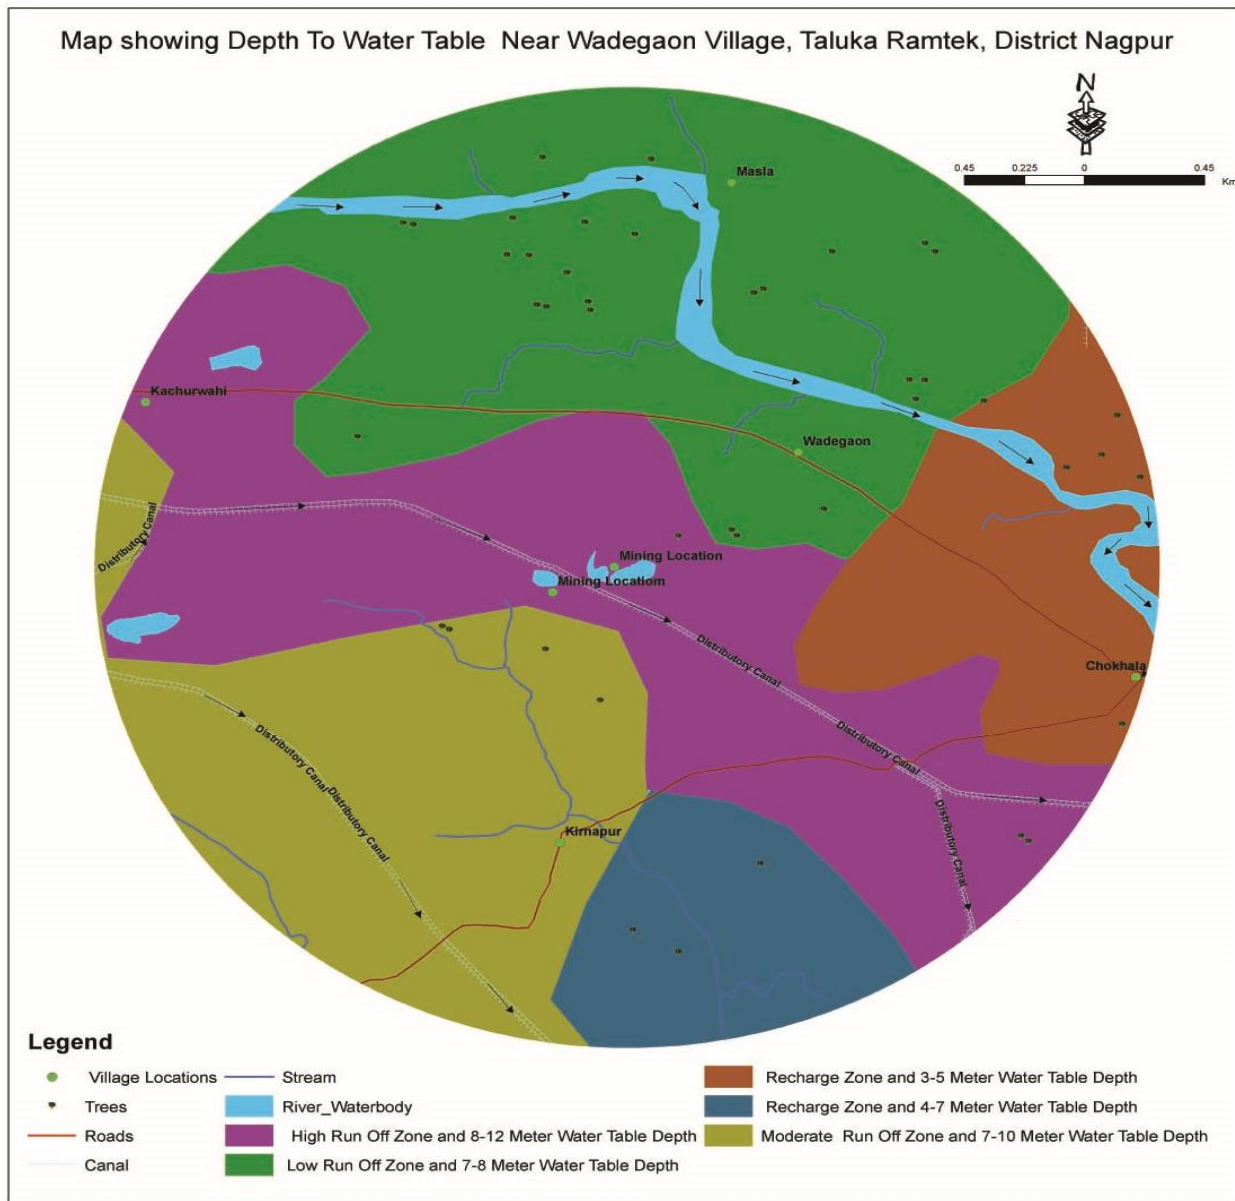 Map showing Depth To Water Table Near Wadegaon Village, Taluka Ramtek, District Nagpur
N
0.45 0.225 0 0.45
Km
Masla
Kachurwahi
Wadegaon
Distributory Canal
Mining Location
Mining Locatiom
Distributory Canal
Chokhala
Distributory Canal
Distributory Canal
Distributory Canal
Distributory Canal
Kirnapur
Legend
Village Locations
Trees
Roads
Canal
Stream
River_Waterbody
High Run Off Zone and 8-12 Meter Water Table Depth
Low Run Off Zone and 7-8 Meter Water Table Depth
Recharge Zone and 3-5 Meter Water Table Depth
Recharge Zone and 4-7 Meter Water Table Depth
Moderate Run Off Zone and 7-10 Meter Water Table Depth